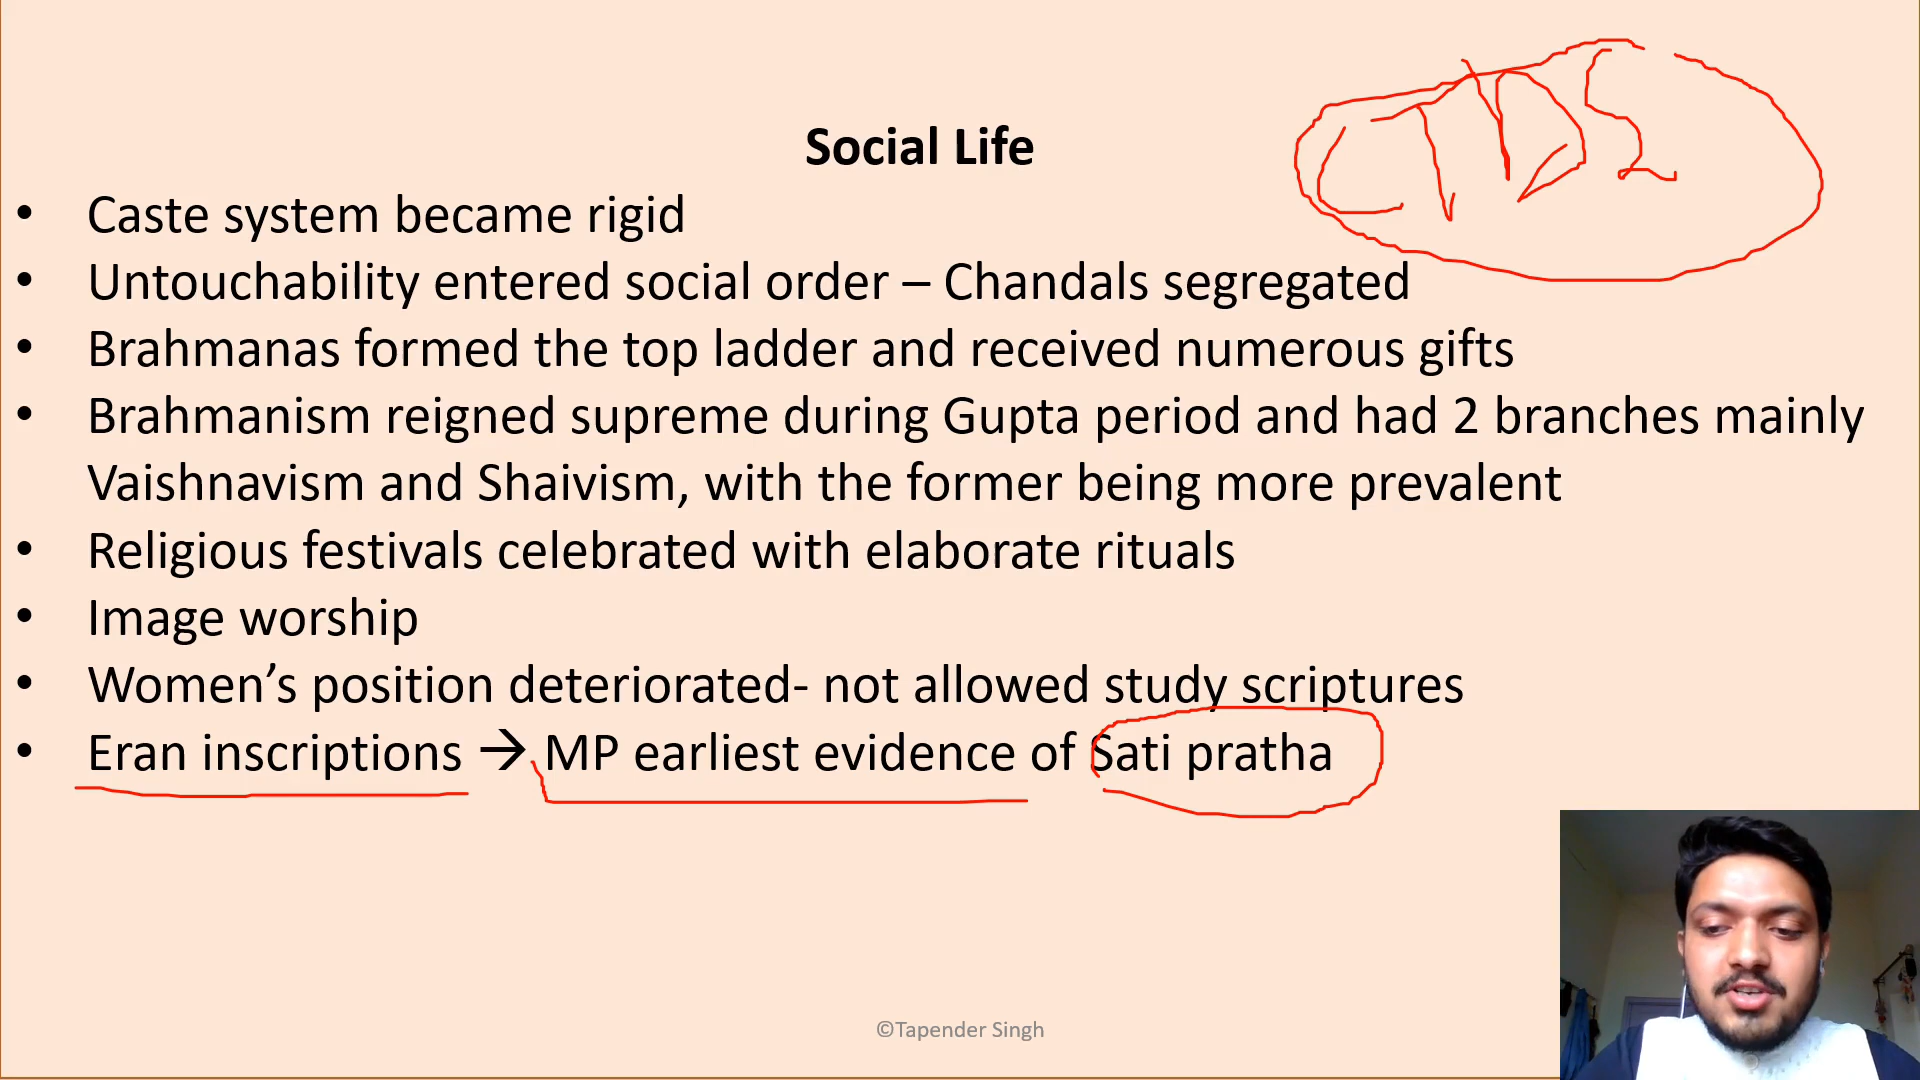 Social Life
• Caste system became rigid
• Untouchability entered social order – Chandals segregated
• Brahmanas formed the top ladder and received numerous gifts
• Brahmanism reigned supreme during Gupta period and had 2 branches mainly
Vaishnavism and Shaivism, with the former being more prevalent
• Religious festivals celebrated with elaborate rituals
• Image worship
• Women’s position deteriorated- not allowed study scriptures
• Eran inscriptions → MP earliest evidence of Sati pratha
©Tapender Singh